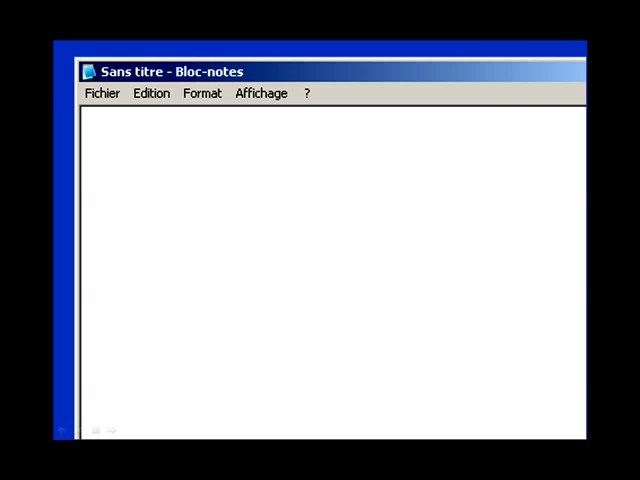 Sans titre - Bloc-notes
Fichier Edition Format Affichage ?